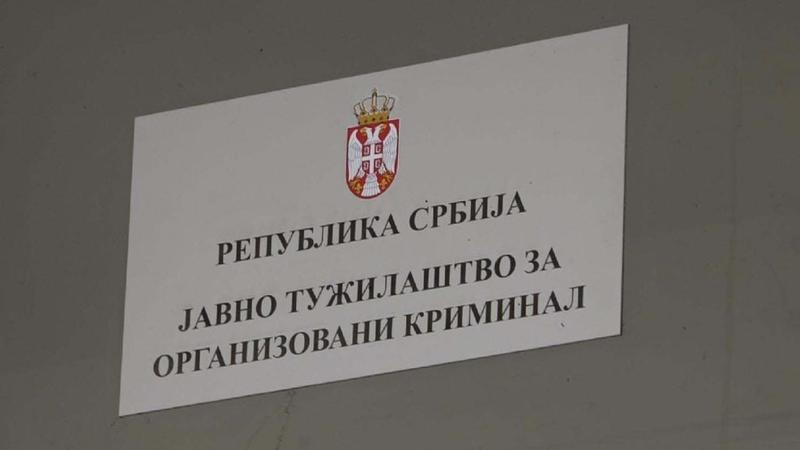 РЕПУБЛИКА СРБИЈА
ЈАВНО ТУЖИЛАШТВО ЗА
ОРГАНИЗОВАНИ КРИМИНАЛ